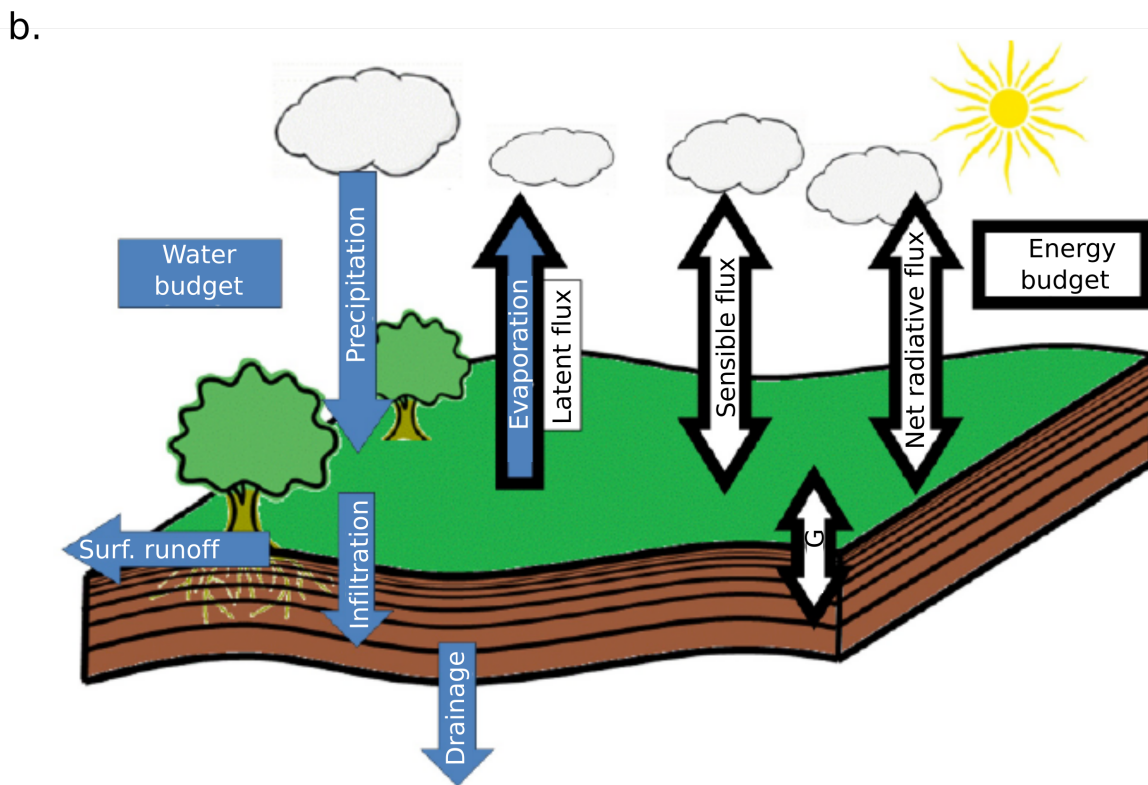 b.
Water
budget
Precipitation
Evaporation
Latent flux
Sensible flux
Net radiative flux
Energy
budget
Surf. runoff
Infiltration
G
Drainage